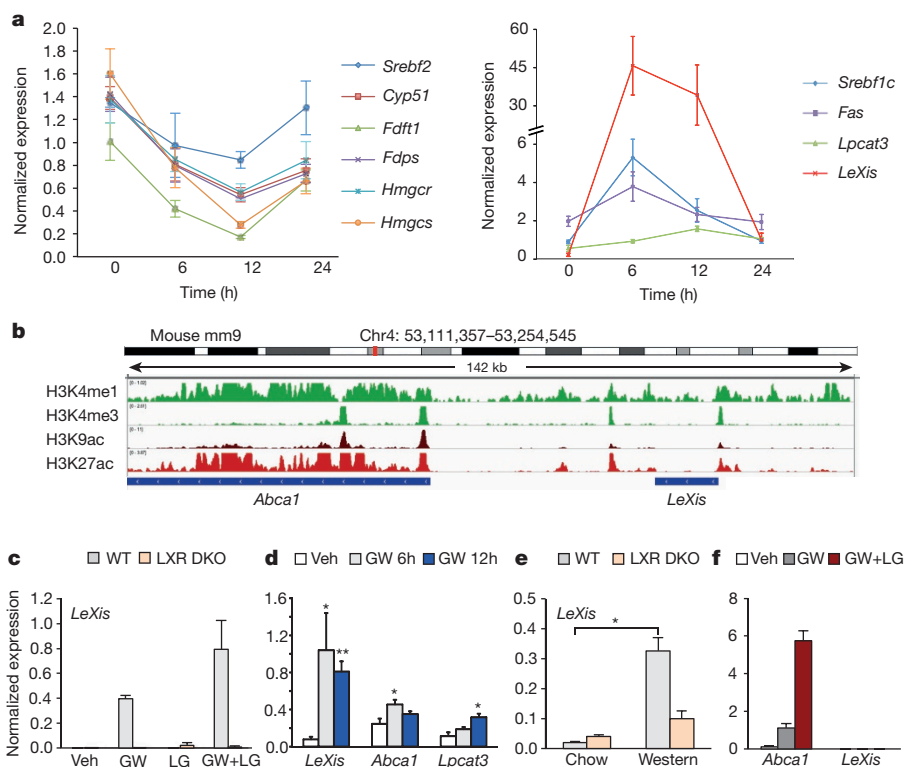 a
2.0
1.8
1.6
1.4
1.2
1.0
0.8
0.6
0.4
0.2
0.0
Normalized expression
0 6 12 24
Time (h)
Srebf2
Cyp51
Fdft1
Fdps
Hmgcr
Hmgcs
60
45
30
6
4
2
0
Normalized expression
0 6 12 24
Time (h)
Srebf1c
Fas
Lpcat3
LeXis
b
Mouse mm9 Chr4: 53,111,357–53,254,545
142 kb
H3K4me1
H3K4me3
H3K9ac
H3K27ac
Abca1 LeXis
c WT LXR DKO
LeXis
Normalized expression
1.2
1.0
0.8
0.6
0.4
0.2
0.0
Veh GW LG GW+LG
d Veh GW 6h GW 12h
1.6
1.2
0.8
0.4
0.0
* ** * *
LeXis Abca1 Lpcat3
e WT LXR DKO
LeXis
*
0.5
0.4
0.3
0.2
0.1
0.0
Chow Western
f Veh GW GW+LG
8
6
4
2
0
Abca1 LeXis